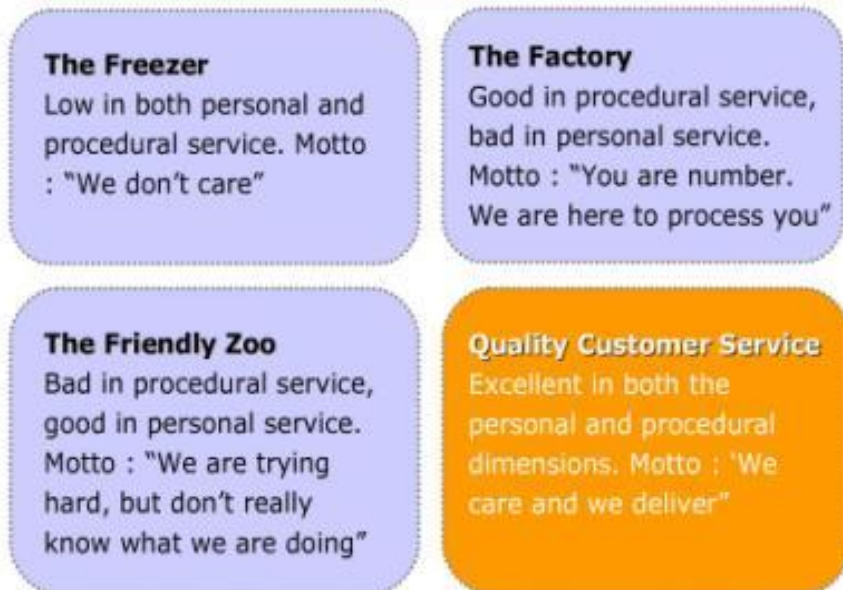 The Freezer
Low in both personal and
procedural service. Motto
: “We don’t care”
The Factory
Good in procedural service,
bad in personal service.
Motto : “You are number.
We are here to process you”
The Friendly Zoo
Bad in procedural service,
good in personal service.
Motto : “We are trying
hard, but don’t really
know what we are doing”
Quality Customer Service
Excellent in both the
personal and procedural
dimensions. Motto : ‘We
care and we deliver”